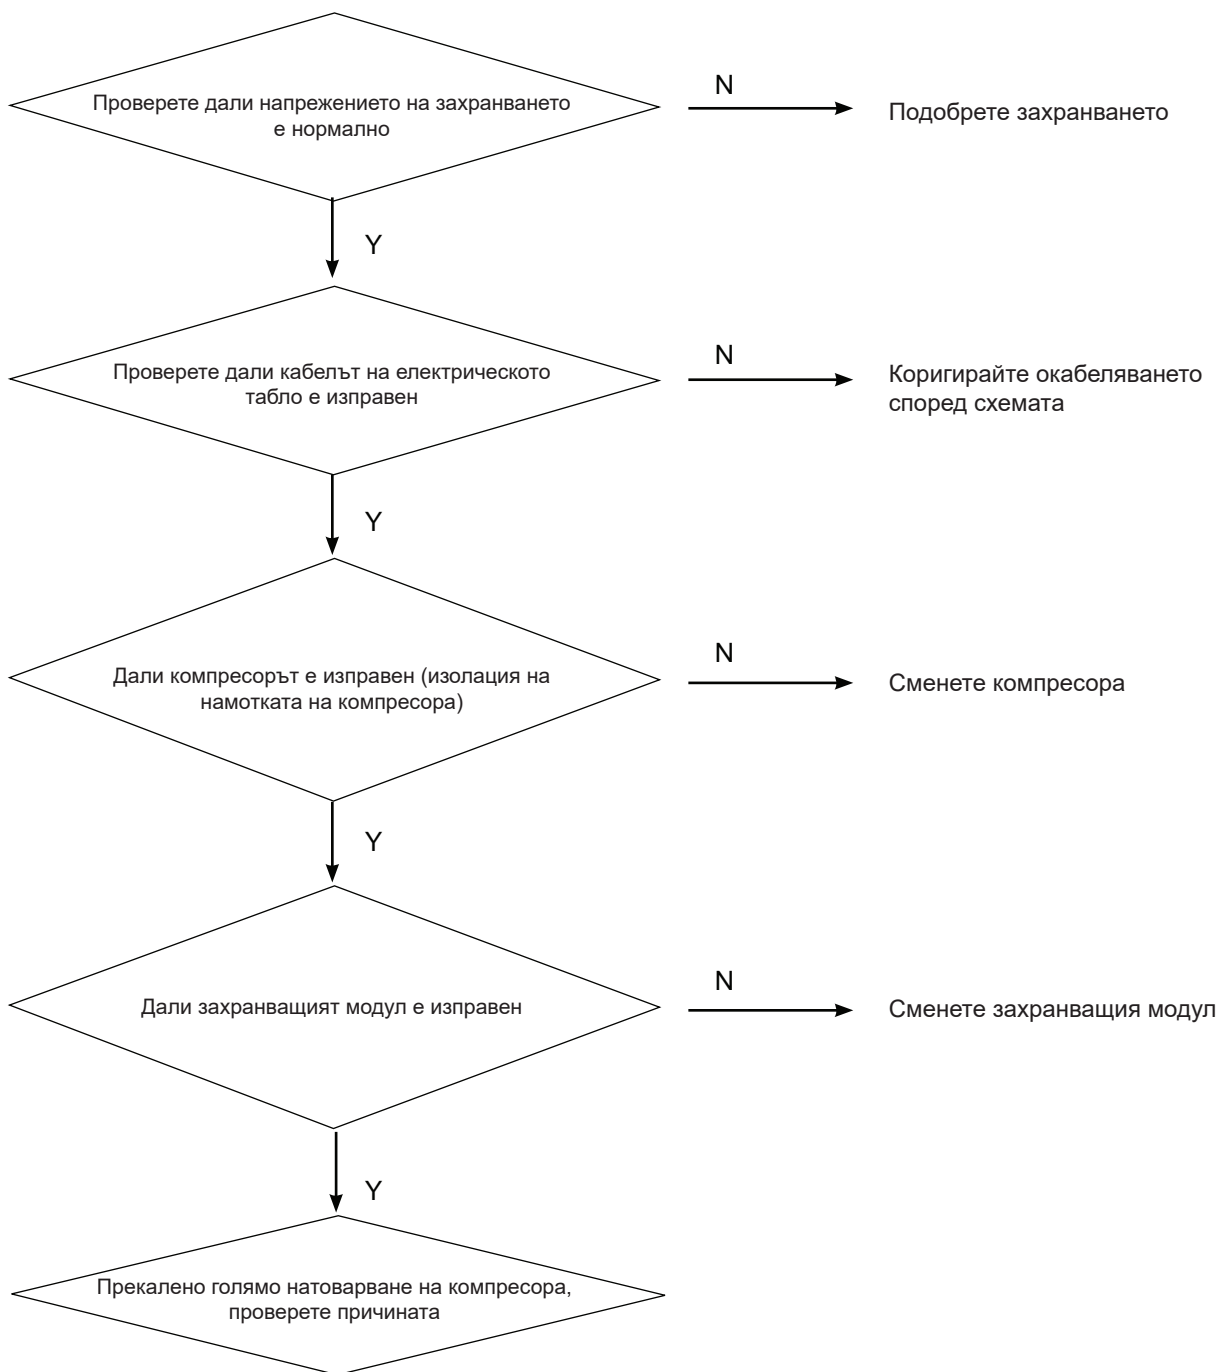 Проверете дали напрежението на захранването
е нормално
N
Подобрете захранването
Y
Проверете дали кабелът на електрическото
табло е изправен
N
Коригирайте окабеляването
според схемата
Y
Дали компресорът е изправен (изолация на
намотката на компресора)
N
Сменете компресора
Y
Дали захранващият модул е изправен
N
Сменете захранващия модул
Y
Прекалено голямо натоварване на компресора,
проверете причината